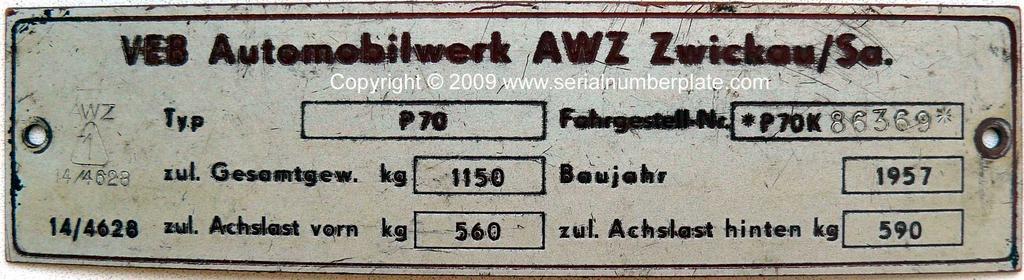 VEB Automobilwerk AWZ Zwickau/Sa.
Copyright © 2009 www.serialnumberplate.com
AWZ
Typ P70 Fahrgestell-Nr. *P70K 86369*
1
14/4628 zul. Gesamtgew. kg 1150 Baujahr 1957
14/4628 zul. Achslast vorn kg 560 zul. Achslast hinten kg 590